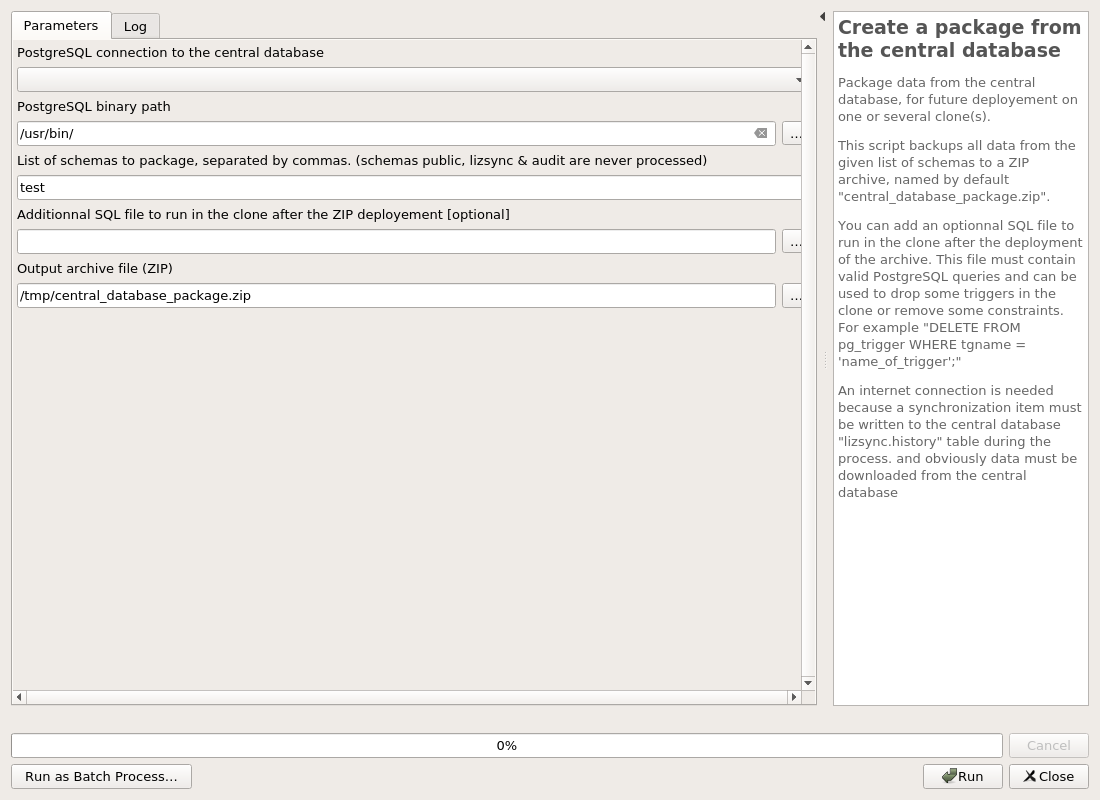 Parameters
Log
PostgreSQL connection to the central database
PostgreSQL binary path
/usr/bin/
...
List of schemas to package, separated by commas. (schemas public, lizsync & audit are never processed)
test
Additionnal SQL file to run in the clone after the ZIP deployement [optional]
...
Output archive file (ZIP)
/tmp/central_database_package.zip
...
Create a package from
the central database
Package data from the central
database, for future deployement on
one or several clone(s).
This script backups all data from the
given list of schemas to a ZIP
archive, named by default
"central_database_package.zip".
You can add an optionnal SQL file to
run in the clone after the deployment
of the archive. This file must contain
valid PostgreSQL queries and can be
used to drop some triggers in the
clone or remove some constraints.
For example "DELETE FROM
pg_trigger WHERE tgname =
'name_of_trigger';"
An internet connection is needed
because a synchronization item must
be written to the central database
"lizsync.history" table during the
process. and obviously data must be
downloaded from the central
database
0%
Cancel
Run as Batch Process...
Run
Close